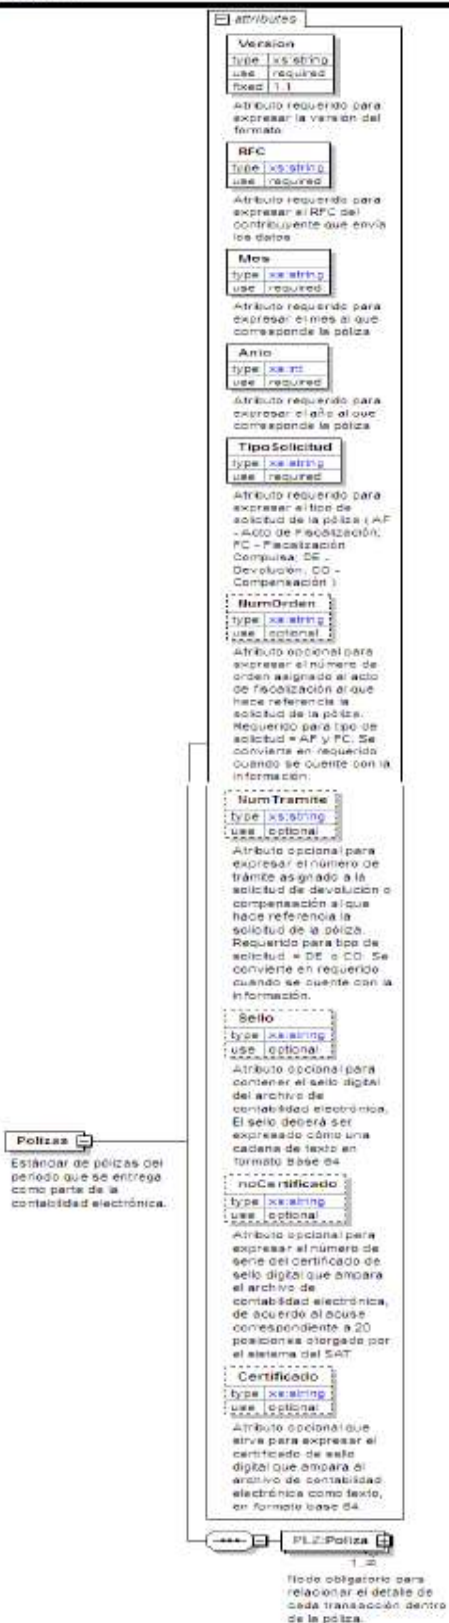 attributes
Version
type xs:string
use required
fixed 1.1
Atributo requerido para
expresar la versión del
formato
RFC
type xs:string
use required
Atributo requerido para
expresar el RFC del
contribuyente que envía
los datos
Mes
type xs:string
use required
Atributo requerido para
expresar el mes al que
corresponde la póliza
Anio
type xs:int
use required
Atributo requerido para
expresar el año al que
corresponde la póliza
TipoSolicitud
type xs:string
use required
Atributo requerido para
expresar el tipo de
solicitud de la póliza ( AF
- Acto de Fiscalización;
FC - Fiscalización
Compulsa; DE -
Devolución; CO -
Compensación )
NumOrden
type xs:string
use optional
Atributo opcional para
expresar el número de
orden asignado al acto
de fiscalización al que
hace referencia la
solicitud de la póliza.
Requerido para tipo de
solicitud = AF y FC. Se
convierte en requerido
cuando se cuente con la
información.
NumTramite
type xs:string
use optional
Atributo opcional para
expresar el número de
trámite asignado a la
solicitud de devolución o
compensación al que
hace referencia la
solicitud de la póliza.
Requerido para tipo de
solicitud = DE o CO. Se
convierte en requerido
cuando se cuente con la
información.
Sello
type xs:string
use optional
Atributo opcional para
contener el sello digital
del archivo de
contabilidad electrónica.
El sello deberá ser
expresado cómo una
cadena de texto en
formato Base 64
noCertificado
type xs:string
use optional
Atributo opcional para
expresar el número de
serie del certificado de
sello digital que ampara
el archivo de
contabilidad electrónica,
de acuerdo al acuse
correspondiente a 20
posiciones otorgado por
el sistema del SAT
Certificado
type xs:string
use optional
Atributo opcional que
sirve para expresar el
certificado de sello
digital que ampara al
archivo de contabilidad
electrónica como texto,
en formato base 64.
Polizas
Estándar de pólizas del
periodo que se entrega
como parte de la
contabilidad electrónica.
PLZ:Poliza
1..∞
Nodo obligatorio para
relacionar el detalle de
cada transacción dentro
de la póliza.